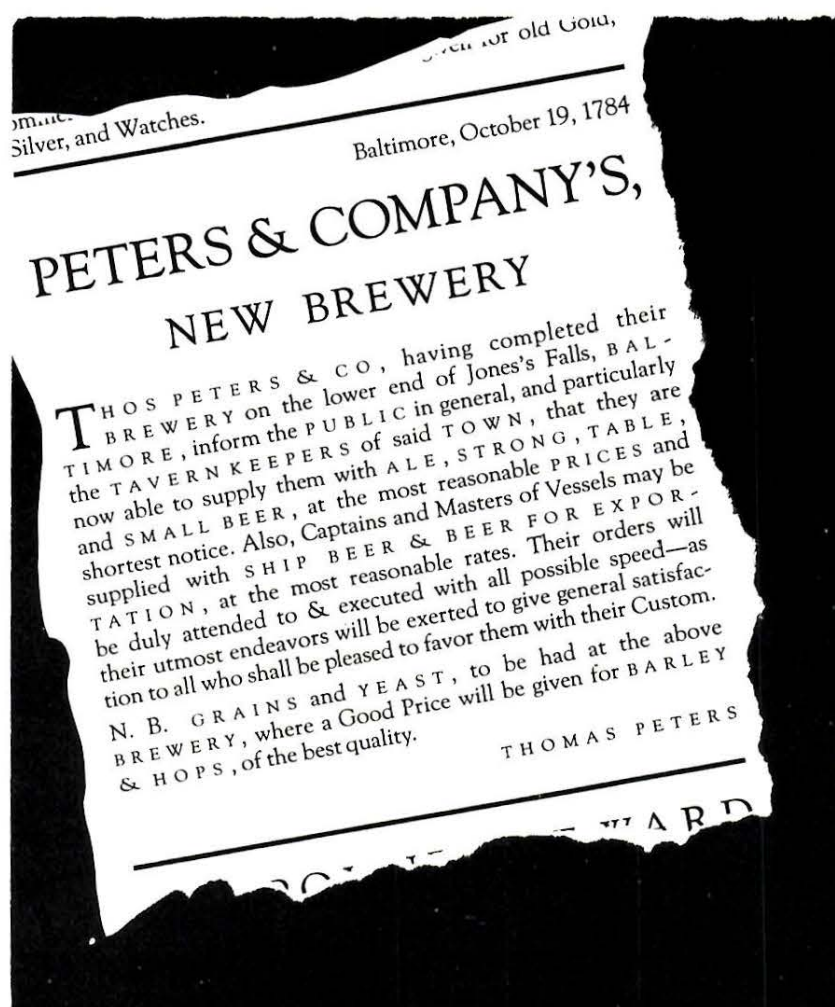 for old Gold,
Silver, and Watches.
Baltimore, October 19, 1784
PETERS & COMPANY'S,
NEW BREWERY
THOS PETERS & CO, having completed their
BREWERY on the lower end of Jones's Falls, BAL-
TIMORE, inform the PUBLIC in general, and particularly
the TAVERN KEEPERS of said TOWN, that they are
now able to supply them with ALE, STRONG, TABLE,
and SMALL BEER, at the most reasonable PRICES and
shortest notice. Also, Captains and Masters of Vessels may be
supplied with SHIP BEER & BEER FOR EXPOR-
TATION, at the most reasonable rates. Their orders will
be duly attended to & executed with all possible speed—as
their utmost endeavors will be exerted to give general satisfac-
tion to all who shall be pleased to favor them with their Custom.
N. B. GRAINS and YEAST, to be had at the above
BREWERY, where a Good Price will be given for BARLEY
& HOPS, of the best quality.
THOMAS PETERS